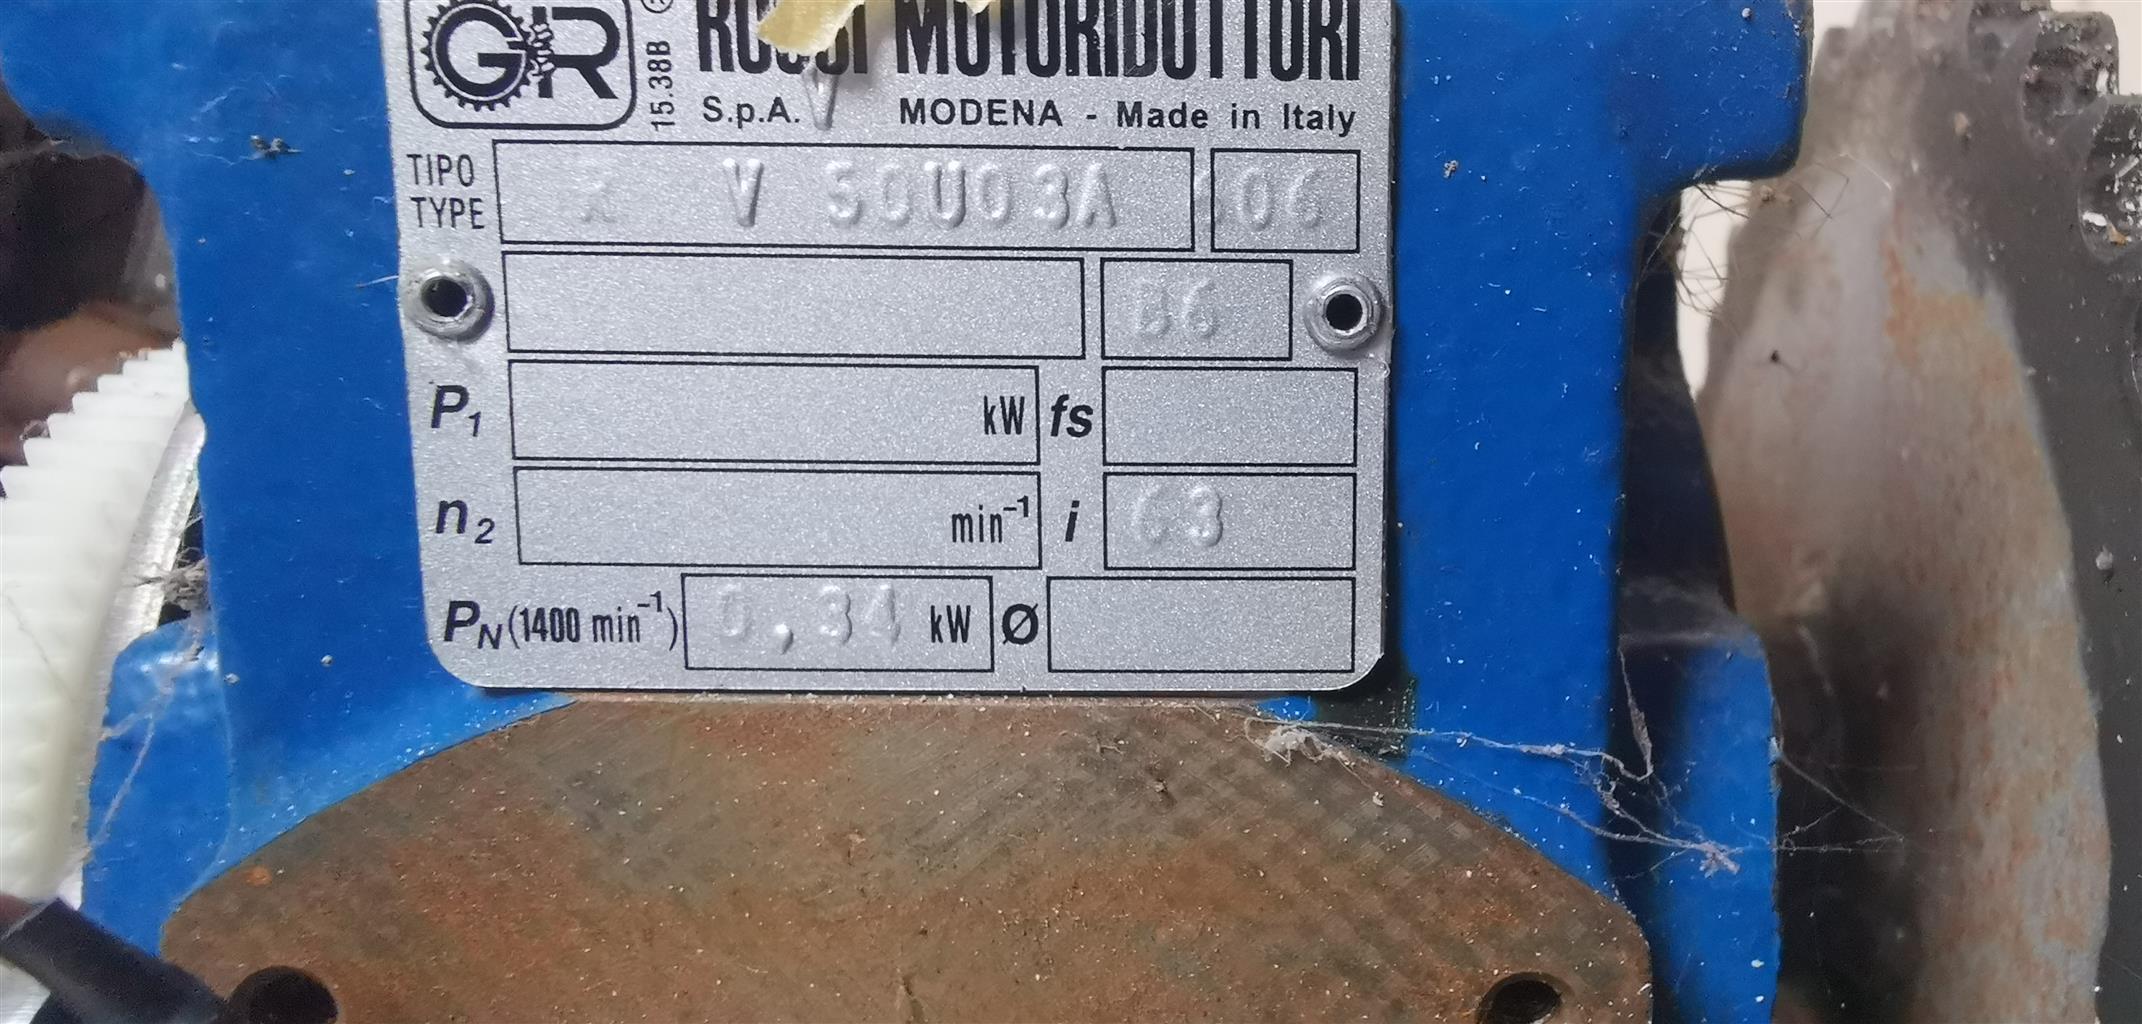 GR
15.38B
ROSSI MOTORIDUTTORI
S.p.A. MODENA - Made in Italy
TIPO
TYPE
V 50U03A 06
B6
P1 kW fs
n2 min-1 i 63
PN (1400 min-1) 0,34 kW Ø